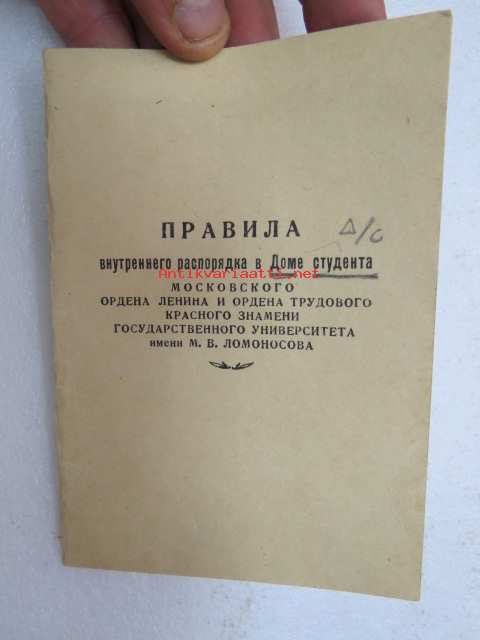 ПРАВИЛА
Д/с
внутреннего распорядка в Доме студента
Antikvariaatti.net
МОСКОВСКОГО
ОРДЕНА ЛЕНИНА И ОРДЕНА ТРУДОВОГО
КРАСНОГО ЗНАМЕНИ
ГОСУДАРСТВЕННОГО УНИВЕРСИТЕТА
имени М. В. ЛОМОНОСОВА